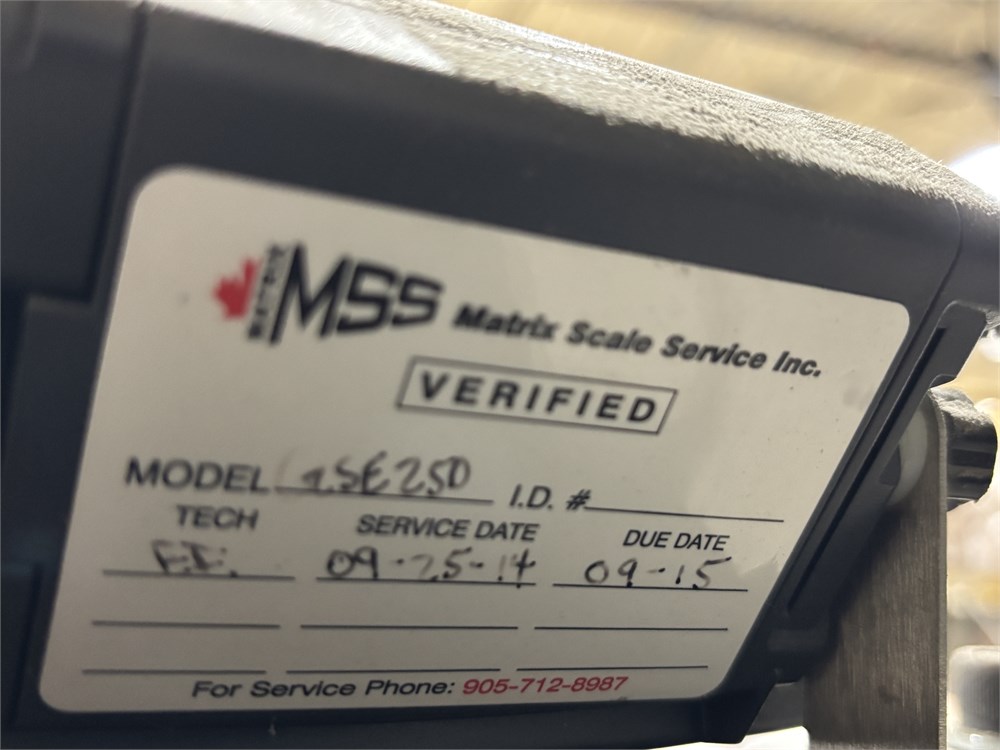 MATRIX
MSS Matrix Scale Service Inc.
VERIFIED
MODEL I.D. #
TECH SERVICE DATE DUE DATE
E.E. 09-25-14 09-15
For Service Phone: 905-712-8987